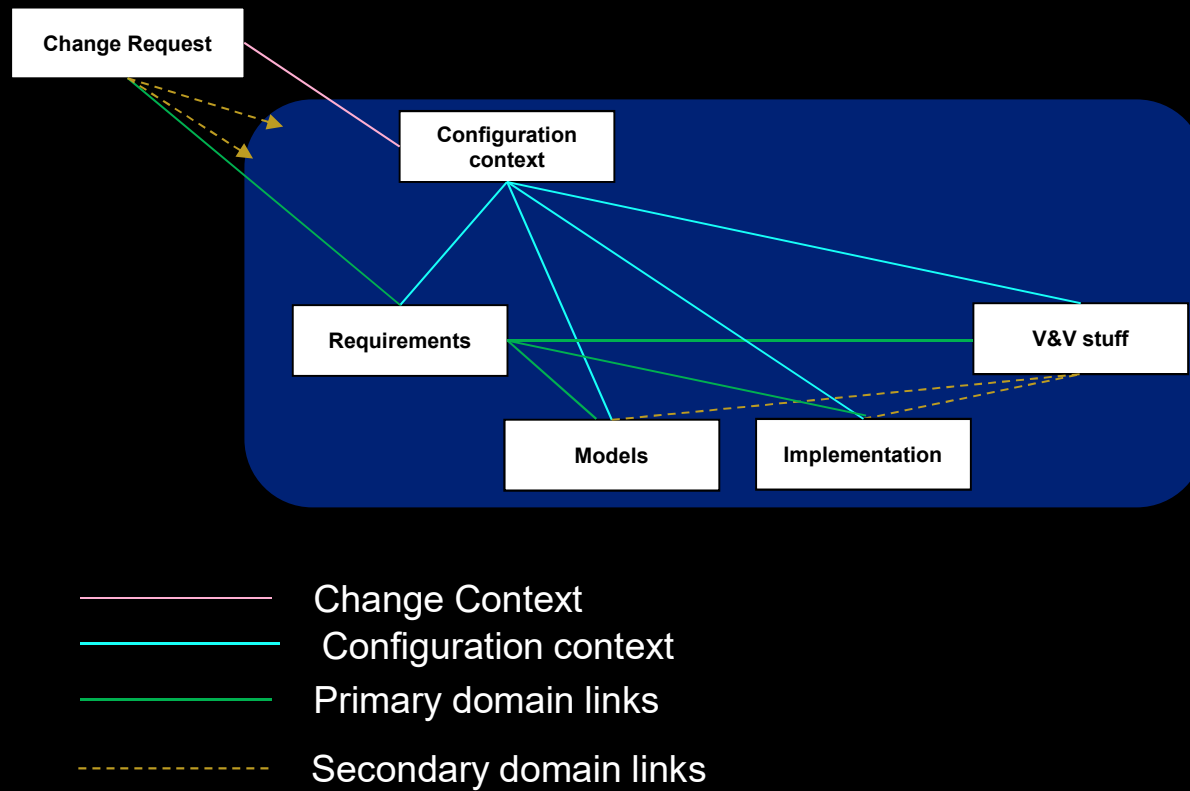 Change Request
Configuration
context
Requirements
V&V stuff
Models
Implementation
Change Context
Configuration context
Primary domain links
Secondary domain links